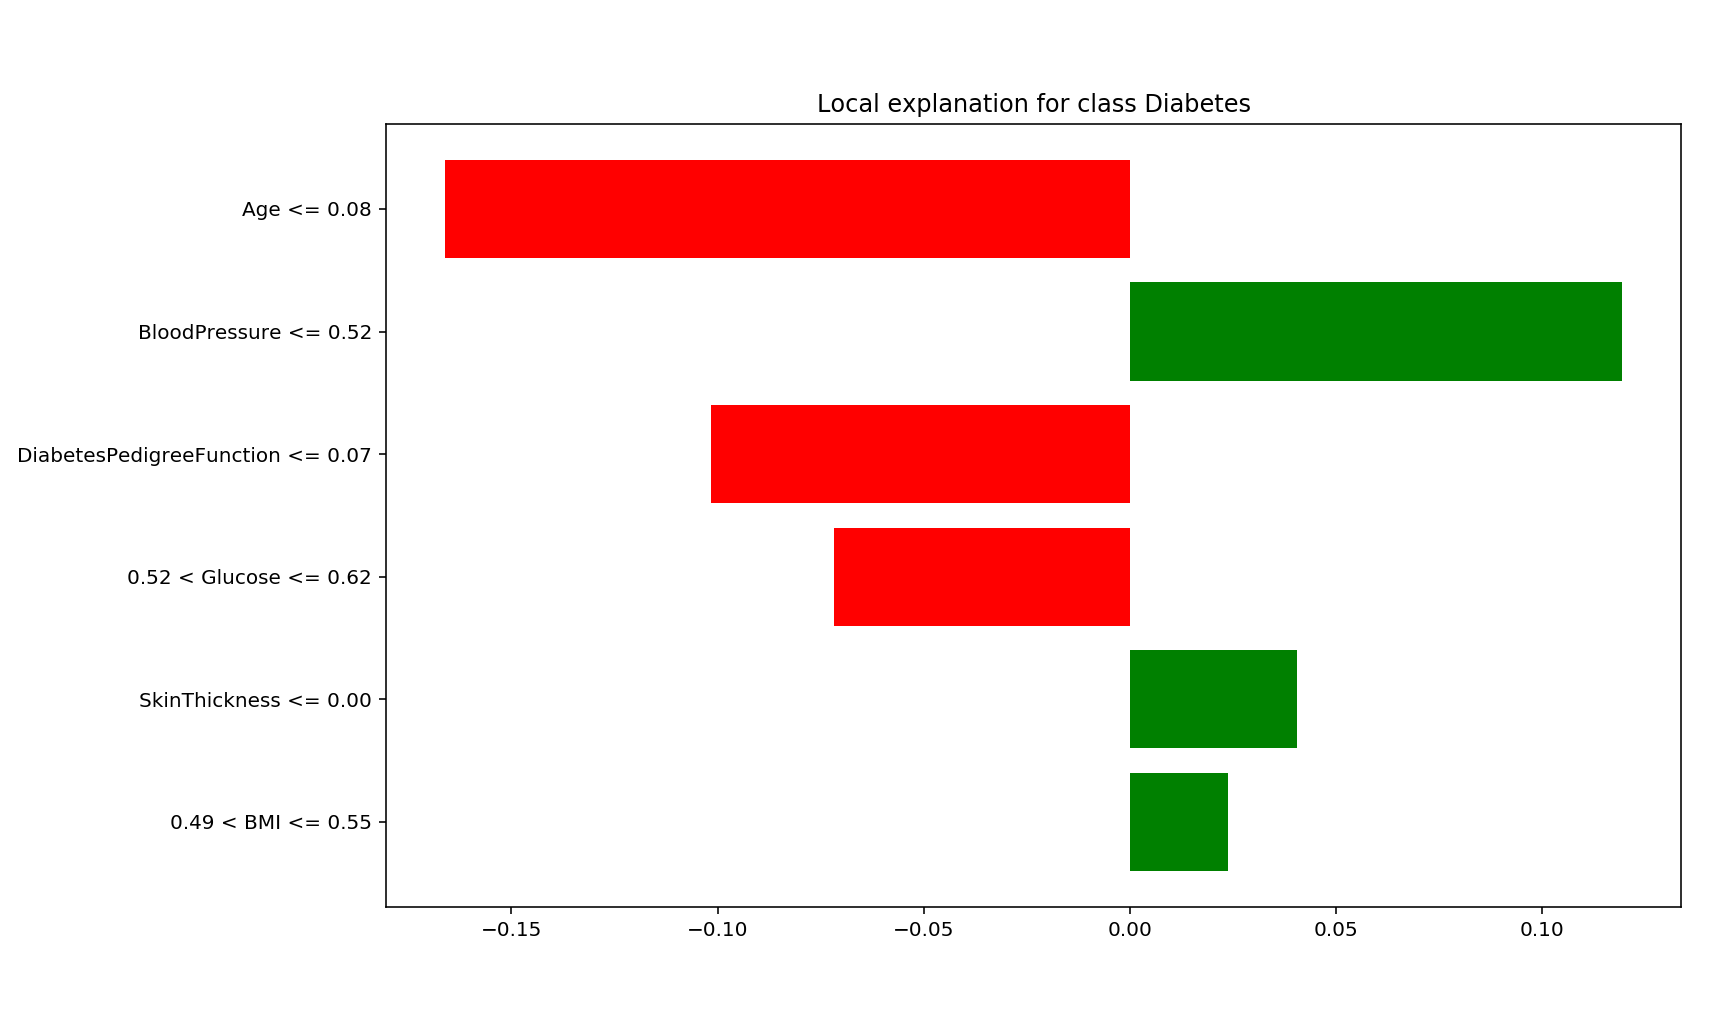 Local explanation for class Diabetes
Age <= 0.08
BloodPressure <= 0.52
DiabetesPedigreeFunction <= 0.07
0.52 < Glucose <= 0.62
SkinThickness <= 0.00
0.49 < BMI <= 0.55
−0.15 −0.10 −0.05 0.00 0.05 0.10